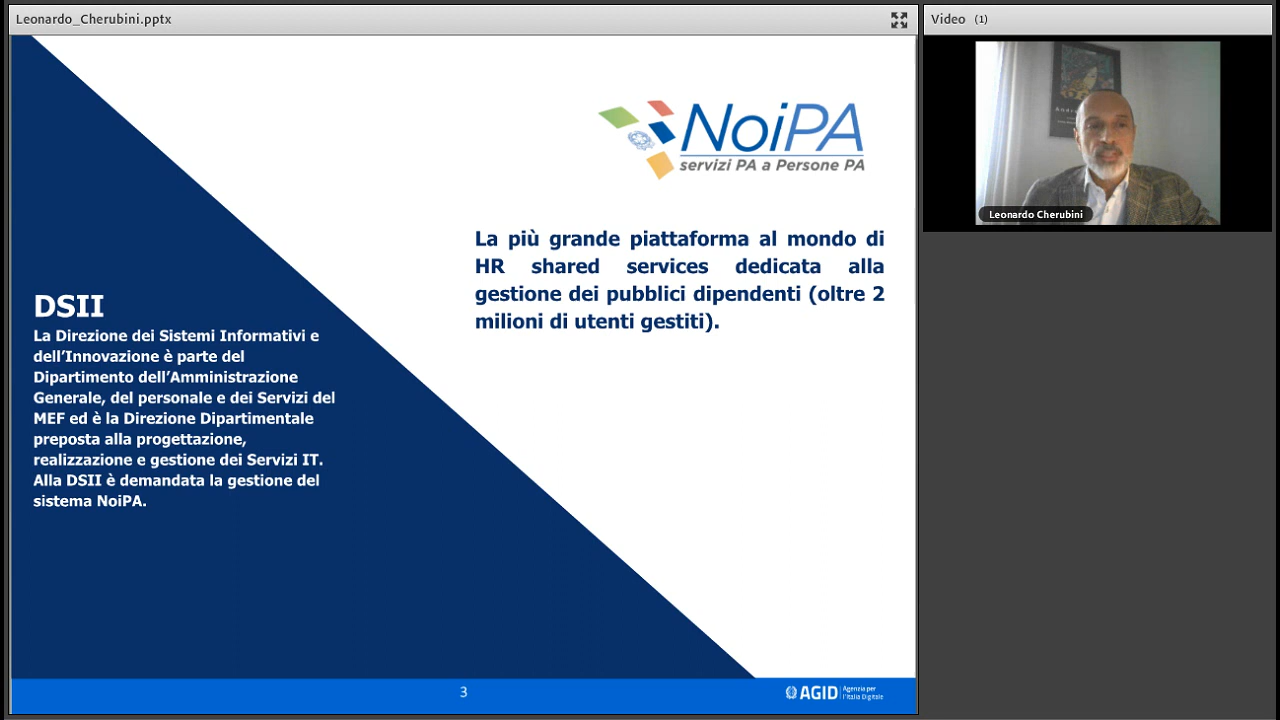 Leonardo_Cherubini.pptx
Video (1)
NoiPA
servizi PA a Persone PA
La più grande piattaforma al mondo di
HR shared services dedicata alla
gestione dei pubblici dipendenti (oltre 2
milioni di utenti gestiti).
DSII
La Direzione dei Sistemi Informativi e
dell’Innovazione è parte del
Dipartimento dell’Amministrazione
Generale, del personale e dei Servizi del
MEF ed è la Direzione Dipartimentale
preposta alla progettazione,
realizzazione e gestione dei Servizi IT.
Alla DSII è demandata la gestione del
sistema NoiPA.
3
AGID
Agenzia per
l'Italia Digitale
Leonardo Cherubini